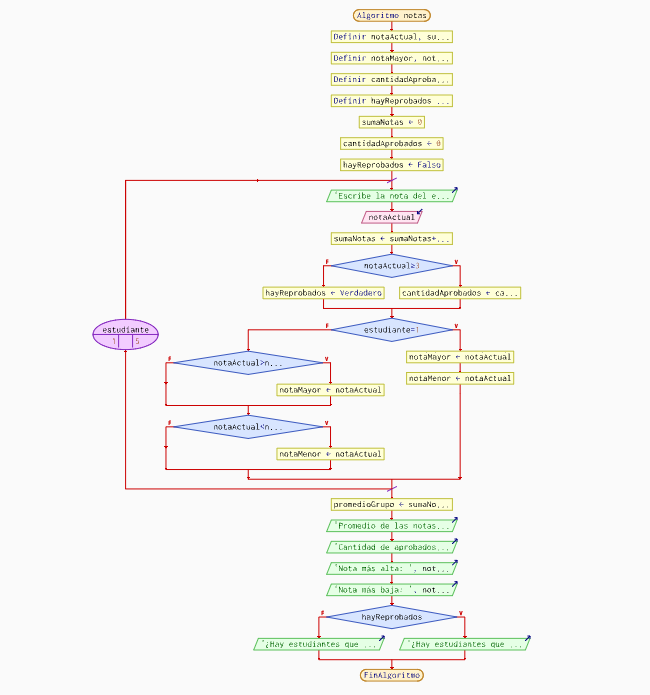 Algoritmo notas
Definir notaActual, su...
Definir notaMayor, not...
Definir cantidadAproba...
Definir hayReprobados ...
sumaNotas ← 0
cantidadAprobados ← 0
hayReprobados ← Falso
'Escribe la nota del e...
notaActual
sumaNotas ← sumaNotas+...
F notaActual≥3 V
hayReprobados ← Verdadero
cantidadAprobados ← ca...
F estudiante=1 V
estudiante
1 5
notaMayor ← notaActual
notaMenor ← notaActual
F notaActual>n... V
notaMayor ← notaActual
F notaActual<n... V
notaMenor ← notaActual
promedioGrupo ← sumaNo...
'Promedio de las notas...
'Cantidad de aprobados...
'Nota más alta: ', not...
'Nota más baja: ', not...
F hayReprobados V
'¿Hay estudiantes que ...
'¿Hay estudiantes que ...
FinAlgoritmo